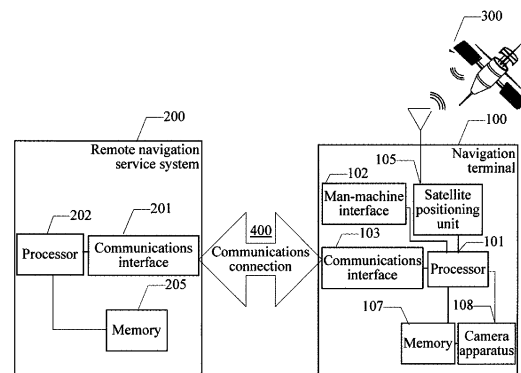 300
200
100
Remote navigation
service system
Navigation
terminal
105
102
Man-machine
interface
Satellite
positioning
unit
202
201
400
103
101
Processor
Communications
interface
Communications
connection
Communications
interface
Processor
205
Memory
107
108
Memory
Camera
apparatus